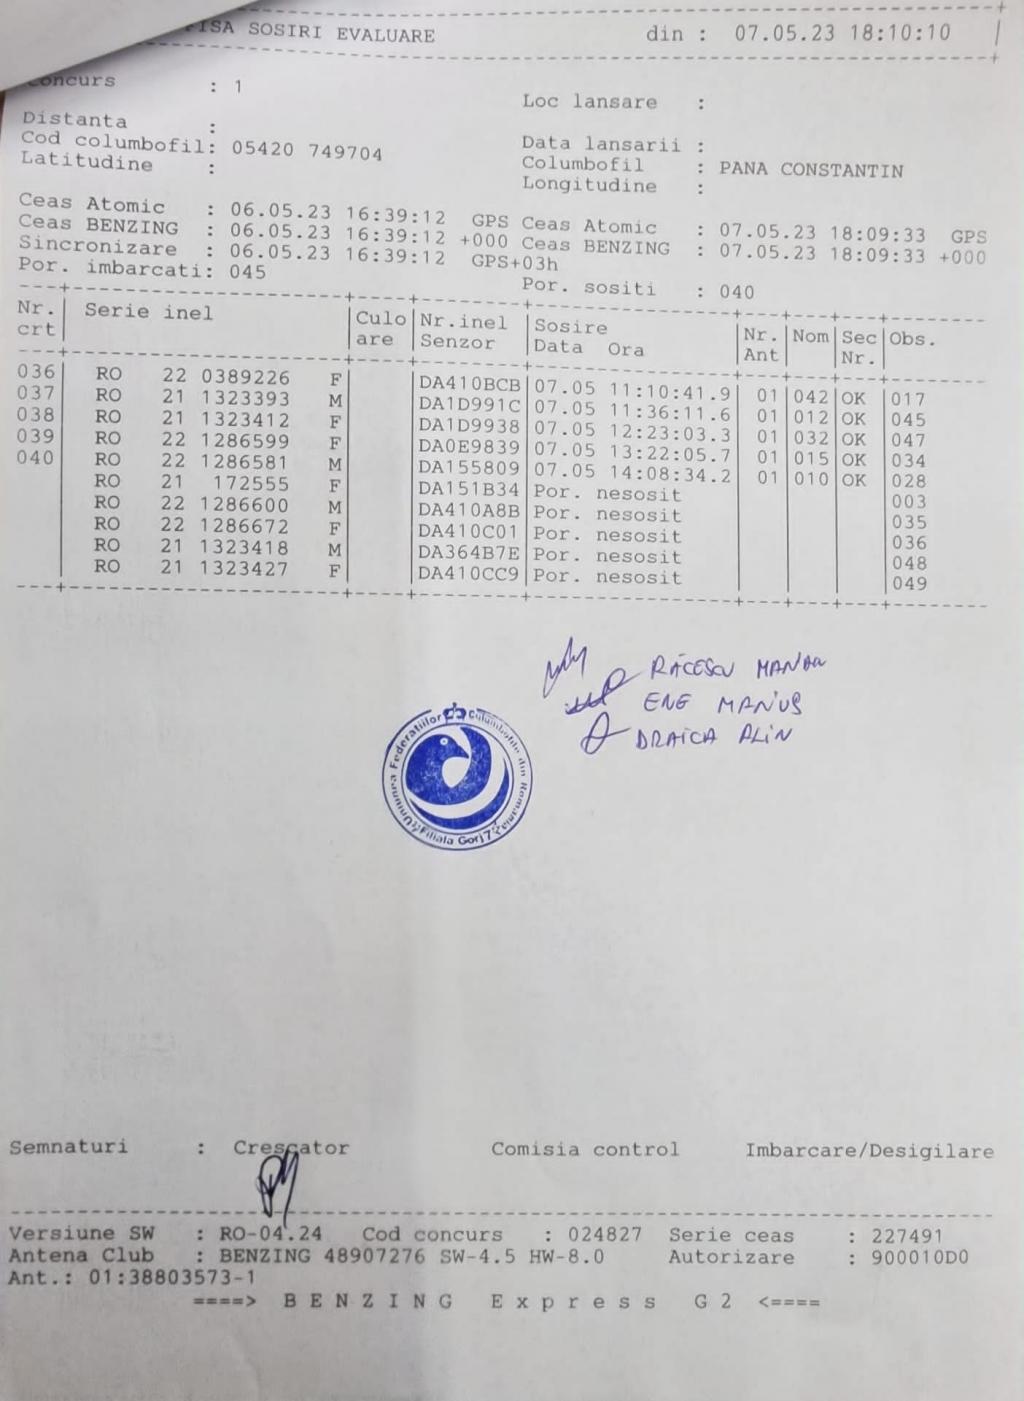 FISA SOSIRI EVALUARE din : 07.05.23 18:10:10
Concurs : 1
Loc lansare :
Distanta :
Data lansarii :
Cod columbofil: 05420 749704
Columbofil : PANA CONSTANTIN
Latitudine :
Longitudine :
Ceas Atomic : 06.05.23 16:39:12 GPS Ceas Atomic : 07.05.23 18:09:33 GPS
Ceas BENZING : 06.05.23 16:39:12 +000 Ceas BENZING : 07.05.23 18:09:33 +000
Sincronizare : 06.05.23 16:39:12 GPS+03h
Por. imbarcati: 045 Por. sositi : 040
Nr. Serie inel Culo Nr.inel Sosire Nr. Nom Sec Obs.
crt are Senzor Data Ora Ant Nr.
036 RO 22 0389226 F DA410BCB 07.05 11:10:41.9 01 042 OK 017
037 RO 21 1323393 M DA1D991C 07.05 11:36:11.6 01 012 OK 045
038 RO 21 1323412 F DA1D9938 07.05 12:23:03.3 01 032 OK 047
039 RO 22 1286599 F DA0E9839 07.05 13:22:05.7 01 015 OK 034
040 RO 22 1286581 M DA155809 07.05 14:08:34.2 01 010 OK 028
RO 21 172555 F DA151B34 Por. nesosit 003
RO 22 1286600 M DA410A8B Por. nesosit 035
RO 22 1286672 F DA410C01 Por. nesosit 036
RO 21 1323418 M DA364B7E Por. nesosit 048
RO 21 1323427 F DA410CC9 Por. nesosit 049
RĂCESCU
ENE MARIUS
DRAICA ALIN
Uniunea Federatiilor Columbofile din Romania
Filiala Gorj 7
Semnaturi : Crescator Comisia control Imbarcare/Desigilare
Versiune SW : RO-04.24 Cod concurs : 024827 Serie ceas : 227491
Antena Club : BENZING 48907276 SW-4.5 HW-8.0 Autorizare : 900010D0
Ant.: 01:38803573-1
====> B E N Z I N G E x p r e s s G 2 <====